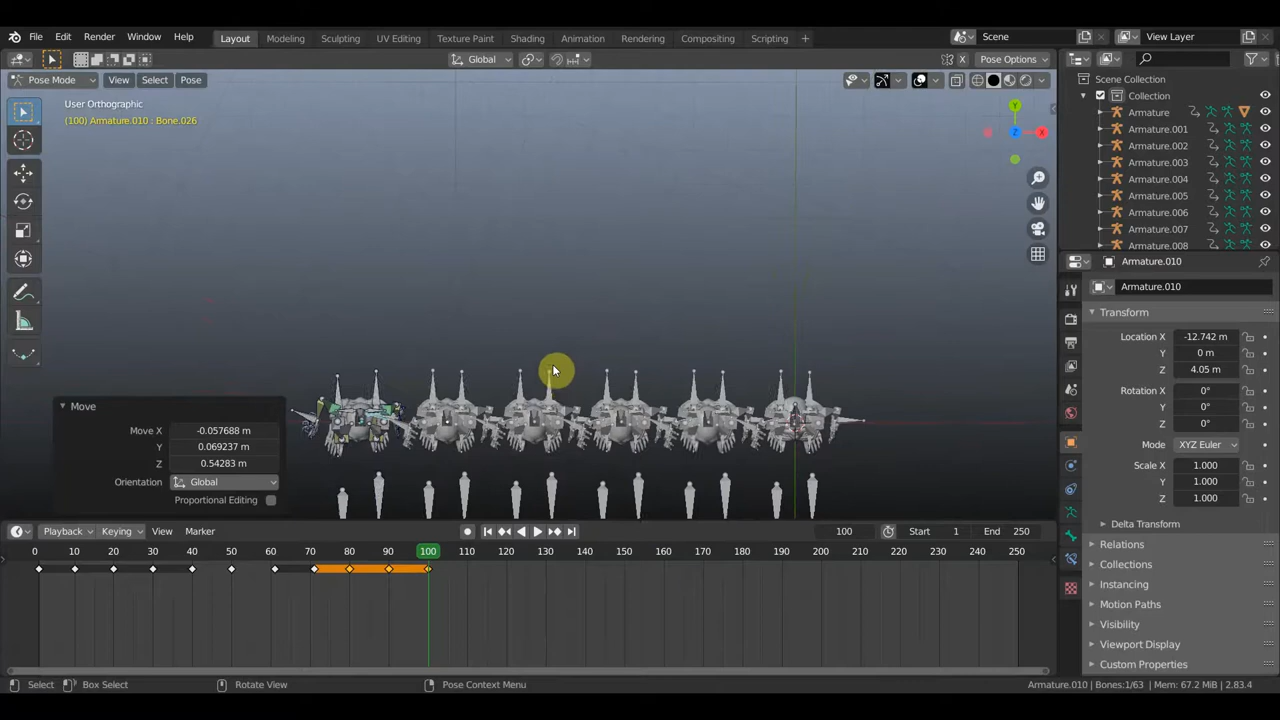 File Edit Render Window Help Layout Modeling Sculpting UV Editing Texture Paint Shading Animation Rendering Compositing Scripting + Scene View Layer
Global X Pose Options
Pose Mode View Select Pose
User Orthographic
(100) Armature.010 : Bone.026
Y
Z
X
Scene Collection
Collection
Armature
Armature.001
Armature.002
Armature.003
Armature.004
Armature.005
Armature.006
Armature.007
Armature.008
Armature.010
Armature.010
Transform
Location X -12.742 m
Y 0 m
Z 4.05 m
Rotation X 0°
Y 0°
Z 0°
Mode XYZ Euler
Scale X 1.000
Y 1.000
Z 1.000
Delta Transform
Relations
Collections
Instancing
Motion Paths
Visibility
Viewport Display
Custom Properties
Move
Move X -0.057688 m
Y 0.069237 m
Z 0.54283 m
Orientation Global
Proportional Editing
Playback Keying View Marker 100 Start 1 End 250
0 10 20 30 40 50 60 70 80 90 100 110 120 130 140 150 160 170 180 190 200 210 220 230 240 250
Select Box Select Rotate View Pose Context Menu Armature.010 | Bones:1/63 | Mem: 67.2 MiB | 2.83.4